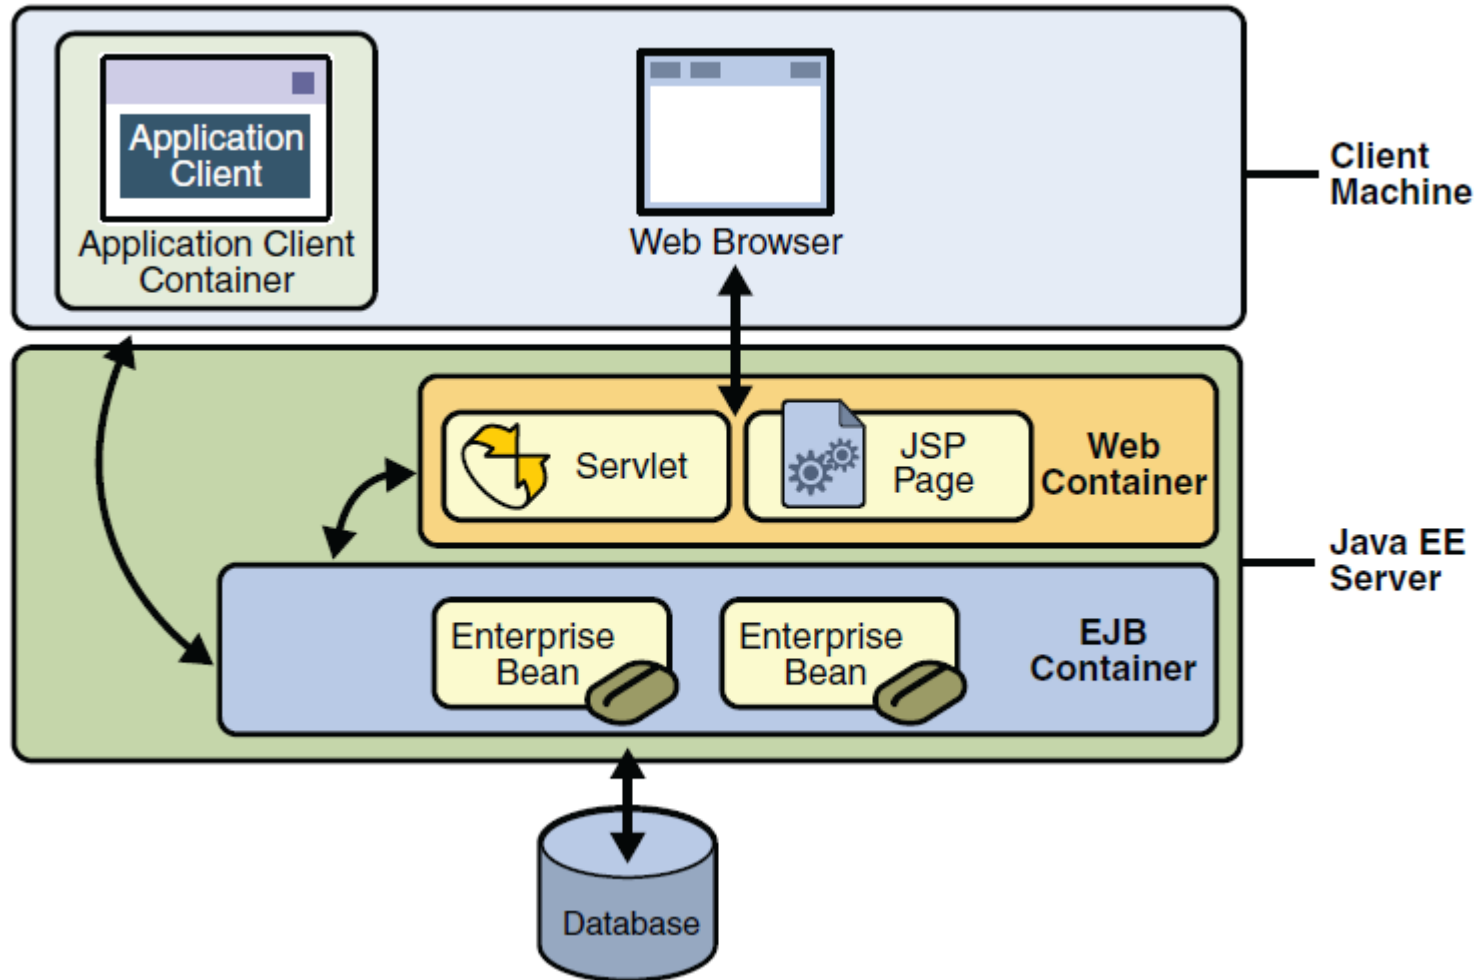 Application
Client
Application Client
Container
Web Browser
Client
Machine
Servlet
JSP
Page
Web
Container
Java EE
Server
Enterprise
Bean
Enterprise
Bean
EJB
Container
Database